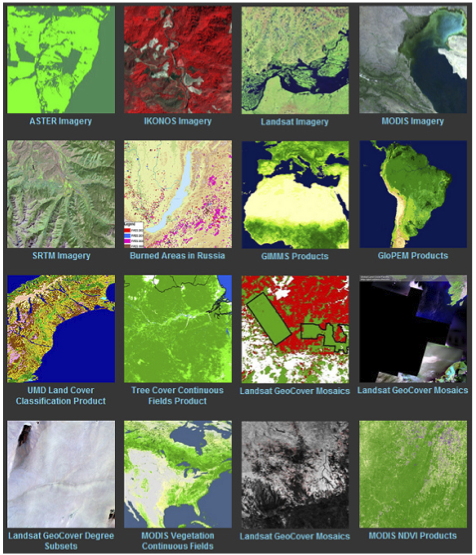 ASTER Imagery
IKONOS Imagery
Landsat Imagery
MODIS Imagery
SRTM Imagery
Burned Areas in Russia
GIMMS Products
GloPEM Products
UMD Land Cover
Classification Product
Tree Cover Continuous
Fields Product
Landsat GeoCover Mosaics
Landsat GeoCover Mosaics
Landsat GeoCover Degree
Subsets
MODIS Vegetation
Continuous Fields
Landsat GeoCover Mosaics
MODIS NDVI Products